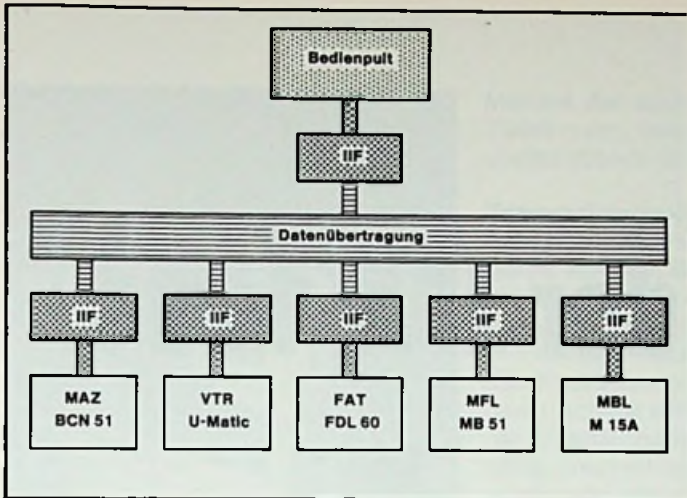 Bedienpult
IIF
Datenübertragung
IIF
IIF
IIF
IIF
IIF
MAZ
BCN 51
VTR
U-Matic
FAT
FDL 60
MFL
MB 51
MBL
M 15A